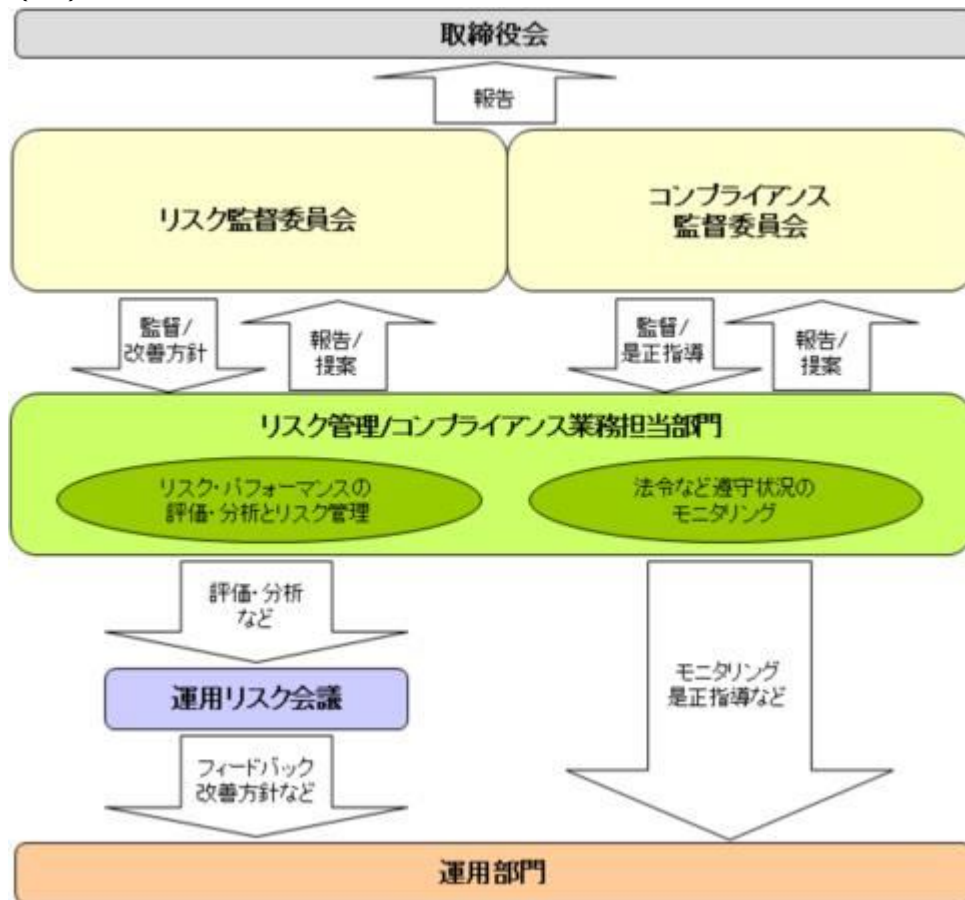 取締役会
報告
リスク監督委員会
コンプライアンス
監督委員会
監督/
改善方針
報告/
提案
監督/
是正指導
報告/
提案
リスク管理/コンプライアンス業務担当部門
リスク・パフォーマンスの
評価・分析とリスク管理
法令など遵守状況の
モニタリング
評価・分析
など
運用リスク会議
フィードバック
改善方針など
モニタリング
是正指導など
運用部門